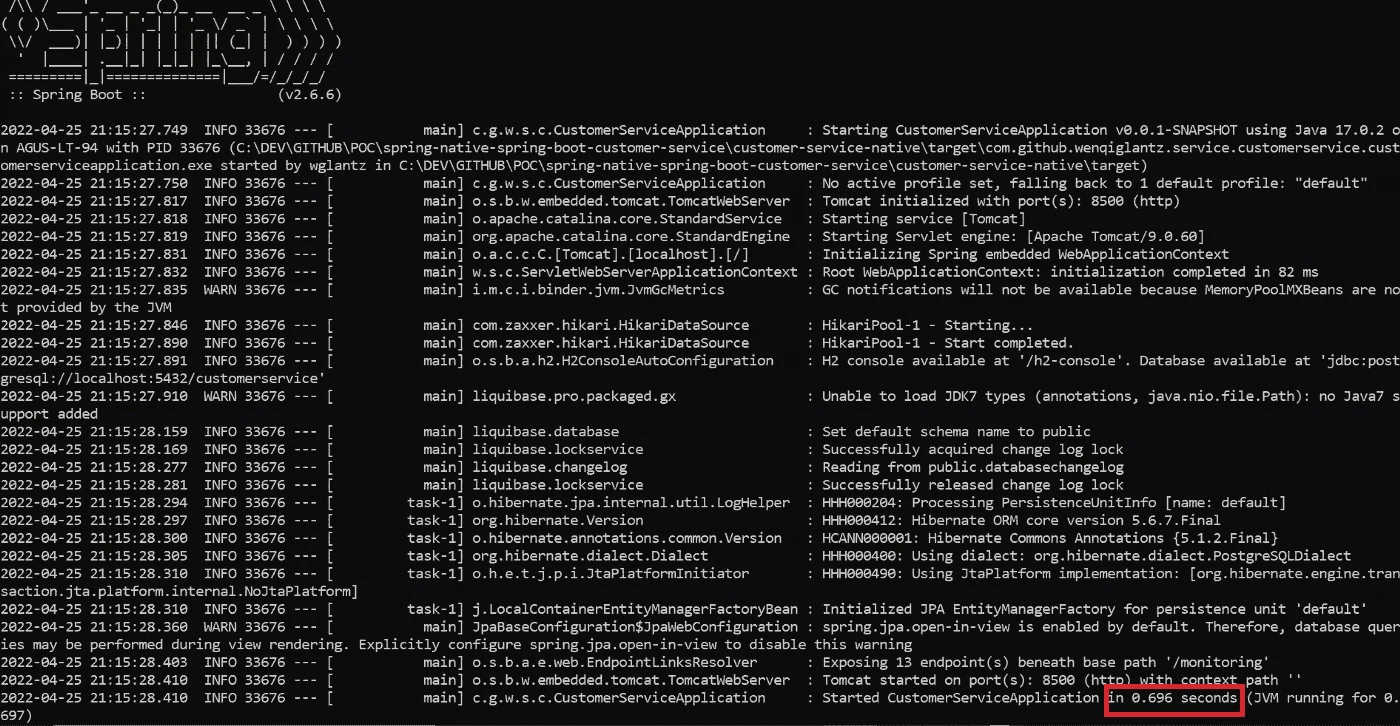 :: Spring Boot ::                (v2.6.6)
2022-04-25 21:15:27.749  INFO 33676 --- [           main] c.g.w.s.c.CustomerServiceApplication     : Starting CustomerServiceApplication v0.0.1-SNAPSHOT using Java 17.0.2 o
n AGUS-LT-94 with PID 33676 (C:\DEV\GITHUB\POC\spring-native-spring-boot-customer-service\customer-service-native\target\com.github.wenqiglantz.service.customerservice.cust
omerserviceapplication.exe started by wglantz in C:\DEV\GITHUB\POC\spring-native-spring-boot-customer-service\customer-service-native\target)
2022-04-25 21:15:27.750  INFO 33676 --- [           main] c.g.w.s.c.CustomerServiceApplication     : No active profile set, falling back to 1 default profile: "default"
2022-04-25 21:15:27.817  INFO 33676 --- [           main] o.s.b.w.embedded.tomcat.TomcatWebServer  : Tomcat initialized with port(s): 8500 (http)
2022-04-25 21:15:27.818  INFO 33676 --- [           main] o.apache.catalina.core.StandardService   : Starting service [Tomcat]
2022-04-25 21:15:27.819  INFO 33676 --- [           main] org.apache.catalina.core.StandardEngine  : Starting Servlet engine: [Apache Tomcat/9.0.60]
2022-04-25 21:15:27.831  INFO 33676 --- [           main] o.a.c.c.C.[Tomcat].[localhost].[/]       : Initializing Spring embedded WebApplicationContext
2022-04-25 21:15:27.832  INFO 33676 --- [           main] w.s.c.ServletWebServerApplicationContext : Root WebApplicationContext: initialization completed in 82 ms
2022-04-25 21:15:27.835  WARN 33676 --- [           main] i.m.c.i.binder.jvm.JvmGcMetrics          : GC notifications will not be available because MemoryPoolMXBeans are no
t provided by the JVM
2022-04-25 21:15:27.846  INFO 33676 --- [           main] com.zaxxer.hikari.HikariDataSource       : HikariPool-1 - Starting...
2022-04-25 21:15:27.890  INFO 33676 --- [           main] com.zaxxer.hikari.HikariDataSource       : HikariPool-1 - Start completed.
2022-04-25 21:15:27.891  INFO 33676 --- [           main] o.s.b.a.h2.H2ConsoleAutoConfiguration    : H2 console available at '/h2-console'. Database available at 'jdbc:post
gresql://localhost:5432/customerservice'
2022-04-25 21:15:27.910  WARN 33676 --- [           main] liquibase.pro.packaged.gx                : Unable to load JDK7 types (annotations, java.nio.file.Path): no Java7 s
upport added
2022-04-25 21:15:28.159  INFO 33676 --- [           main] liquibase.database                       : Set default schema name to public
2022-04-25 21:15:28.169  INFO 33676 --- [           main] liquibase.lockservice                    : Successfully acquired change log lock
2022-04-25 21:15:28.277  INFO 33676 --- [           main] liquibase.changelog                      : Reading from public.databasechangelog
2022-04-25 21:15:28.281  INFO 33676 --- [           main] liquibase.lockservice                    : Successfully released change log lock
2022-04-25 21:15:28.294  INFO 33676 --- [         task-1] o.hibernate.jpa.internal.util.LogHelper  : HHH000204: Processing PersistenceUnitInfo [name: default]
2022-04-25 21:15:28.297  INFO 33676 --- [         task-1] org.hibernate.Version                    : HHH000412: Hibernate ORM core version 5.6.7.Final
2022-04-25 21:15:28.300  INFO 33676 --- [         task-1] o.hibernate.annotations.common.Version   : HCANN000001: Hibernate Commons Annotations {5.1.2.Final}
2022-04-25 21:15:28.305  INFO 33676 --- [         task-1] org.hibernate.dialect.Dialect            : HHH000400: Using dialect: org.hibernate.dialect.PostgreSQLDialect
2022-04-25 21:15:28.310  INFO 33676 --- [         task-1] o.h.e.t.j.p.i.JtaPlatformInitiator       : HHH000490: Using JtaPlatform implementation: [org.hibernate.engine.tran
saction.jta.platform.internal.NoJtaPlatform]
2022-04-25 21:15:28.310  INFO 33676 --- [         task-1] j.LocalContainerEntityManagerFactoryBean : Initialized JPA EntityManagerFactory for persistence unit 'default'
2022-04-25 21:15:28.360  WARN 33676 --- [           main] JpaBaseConfiguration$JpaWebConfiguration : spring.jpa.open-in-view is enabled by default. Therefore, database quer
ies may be performed during view rendering. Explicitly configure spring.jpa.open-in-view to disable this warning
2022-04-25 21:15:28.403  INFO 33676 --- [           main] o.s.b.a.e.web.EndpointLinksResolver      : Exposing 13 endpoint(s) beneath base path '/monitoring'
2022-04-25 21:15:28.410  INFO 33676 --- [           main] o.s.b.w.embedded.tomcat.TomcatWebServer  : Tomcat started on port(s): 8500 (http) with context path ''
2022-04-25 21:15:28.410  INFO 33676 --- [           main] c.g.w.s.c.CustomerServiceApplication     : Started CustomerServiceApplication in 0.696 seconds (JVM running for 0.
697)